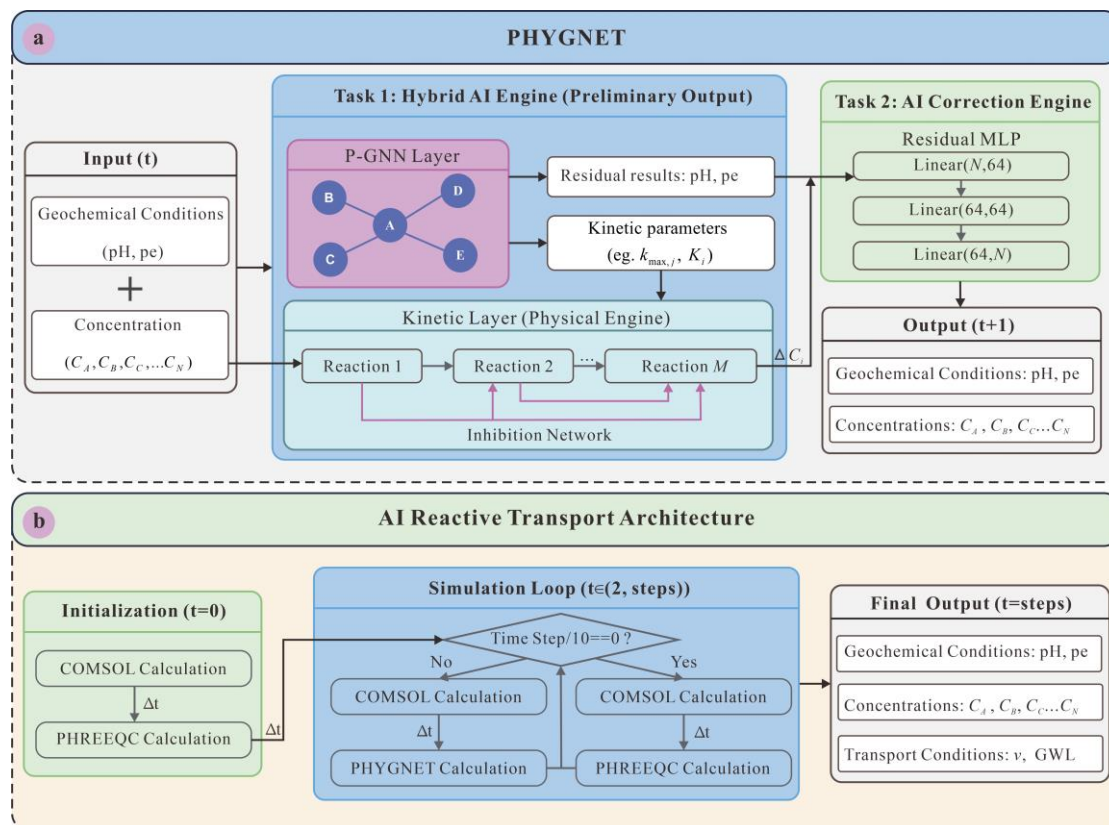 a
PHYGNET
Input (t)
Geochemical Conditions
(pH, pe)
+
Concentration
(C_A, C_B, C_C, ... C_N)
Task 1: Hybrid AI Engine (Preliminary Output)
P-GNN Layer
B
D
A
C
E
Residual results: pH, pe
Kinetic parameters
(eg. k_max,j, K_i)
Kinetic Layer (Physical Engine)
Reaction 1
Reaction 2
...
Reaction M
Inhibition Network
Δ C_i
Task 2: AI Correction Engine
Residual MLP
Linear(N,64)
Linear(64,64)
Linear(64,N)
Output (t+1)
Geochemical Conditions: pH, pe
Concentrations: C_A, C_B, C_C...C_N
b
AI Reactive Transport Architecture
Initialization (t=0)
COMSOL Calculation
Δt
PHREEQC Calculation
Δt
Simulation Loop (t∈(2, steps))
Time Step/10==0 ?
No
Yes
COMSOL Calculation
COMSOL Calculation
Δt
Δt
PHYGNET Calculation
PHREEQC Calculation
Final Output (t=steps)
Geochemical Conditions: pH, pe
Concentrations: C_A, C_B, C_C...C_N
Transport Conditions: v, GWL